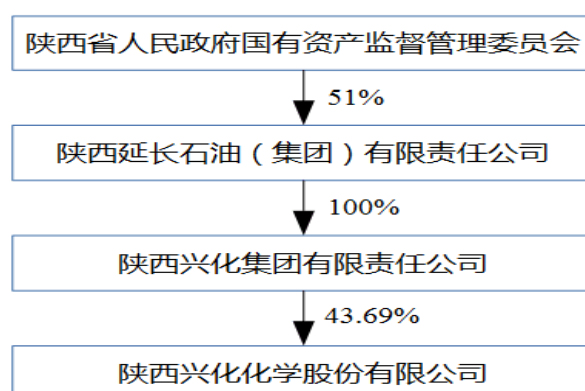 陕西省人民政府国有资产监督管理委员会
51%
陕西延长石油（集团）有限责任公司
100%
陕西兴化集团有限责任公司
43.69%
陕西兴化化学股份有限公司